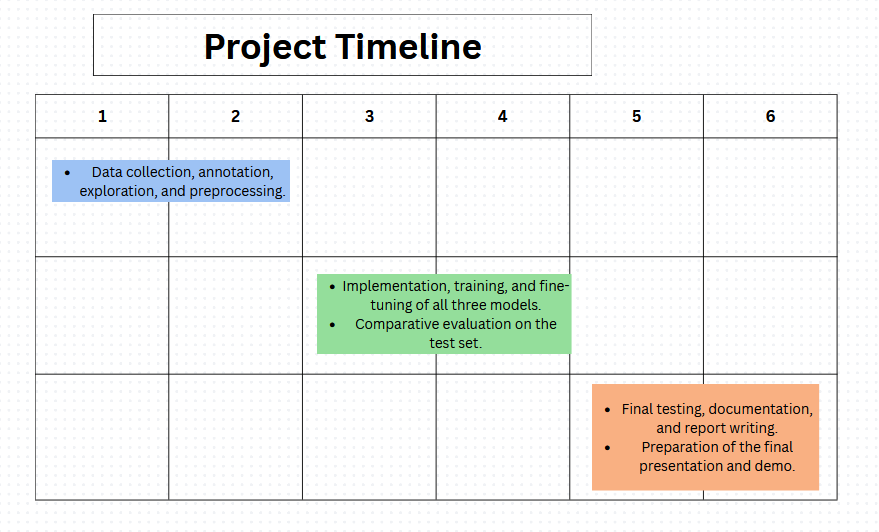 Project Timeline
1 2 3 4 5 6
• Data collection, annotation,
exploration, and preprocessing.
• Implementation, training, and fine-
tuning of all three models.
• Comparative evaluation on the
test set.
• Final testing, documentation,
and report writing.
• Preparation of the final
presentation and demo.